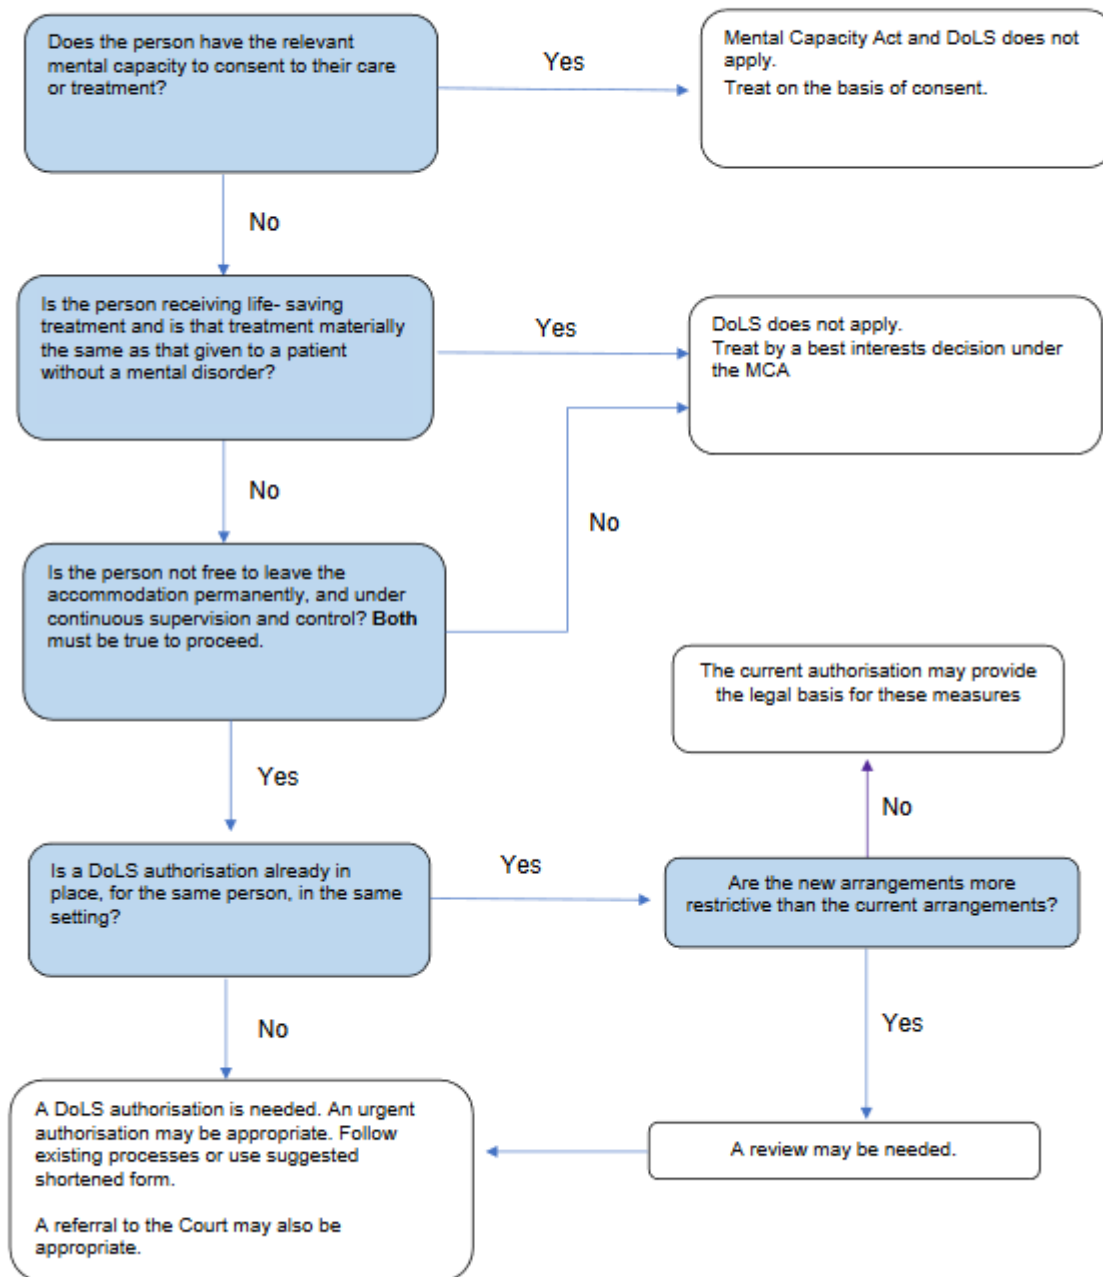 Does the person have the relevant
mental capacity to consent to their care
or treatment?
Yes
Mental Capacity Act and DoLS does not
apply.
Treat on the basis of consent.
No
Is the person receiving life- saving
treatment and is that treatment materially
the same as that given to a patient
without a mental disorder?
Yes
DoLS does not apply.
Treat by a best interests decision under
the MCA
No
No
Is the person not free to leave the
accommodation permanently, and under
continuous supervision and control? Both
must be true to proceed.
The current authorisation may provide
the legal basis for these measures
Yes
No
Is a DoLS authorisation already in
place, for the same person, in the same
setting?
Yes
Are the new arrangements more
restrictive than the current arrangements?
No
Yes
A DoLS authorisation is needed. An urgent
authorisation may be appropriate. Follow
existing processes or use suggested
shortened form.
A referral to the Court may also be
appropriate.
A review may be needed.